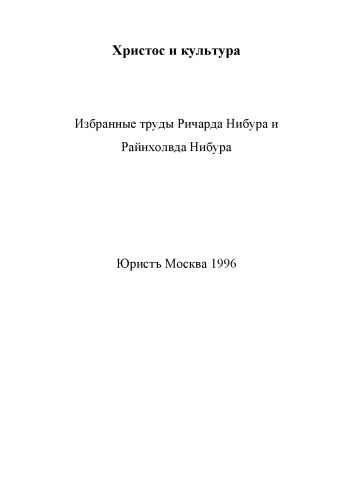 Христос и культура
Избранные труды Ричарда Нибура и
Райнхолвда Нибура
Юристъ Москва 1996